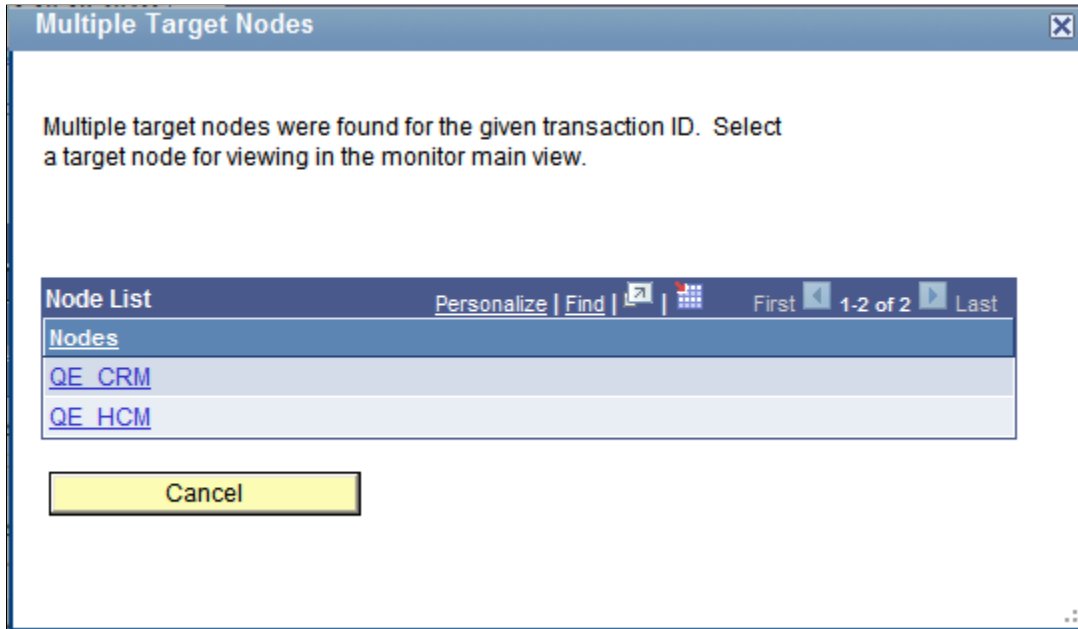 Multiple Target Nodes
Multiple target nodes were found for the given transaction ID. Select
a target node for viewing in the monitor main view.
Node List Personalize | Find | | First 1-2 of 2 Last
Nodes
QE_CRM
QE_HCM
Cancel